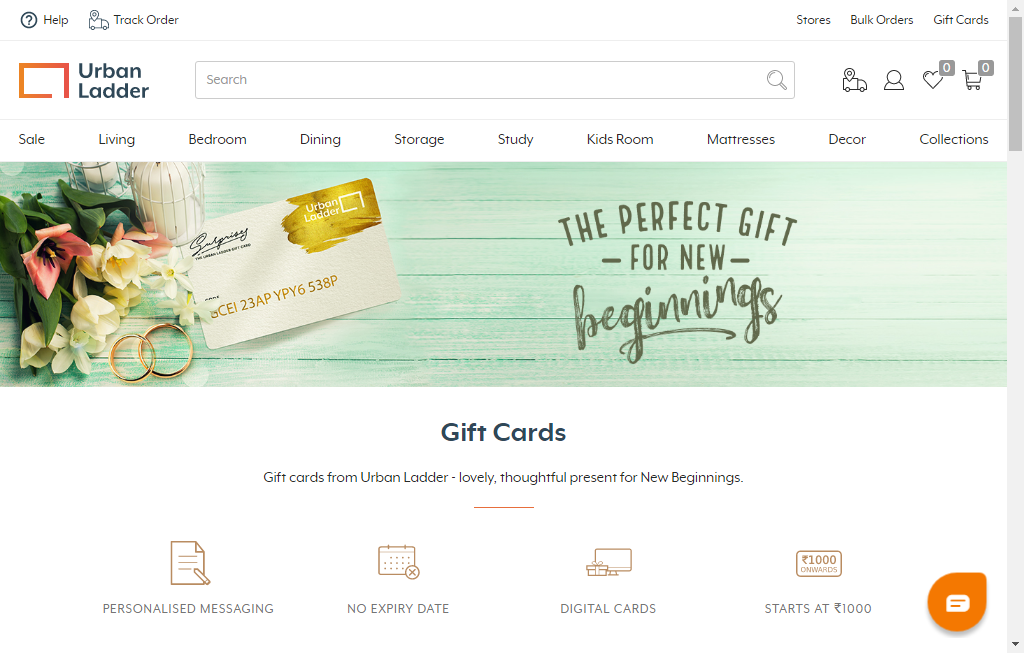 Help
Track Order
Stores
Bulk Orders
Gift Cards
Urban
Ladder
Search
0
0
Sale
Living
Bedroom
Dining
Storage
Study
Kids Room
Mattresses
Decor
Collections
Urban
Ladder
Surprises
THE URBAN LADDER GIFT CARD
CEI 23AP YPY6 538P
THE PERFECT GIFT
– FOR NEW –
beginnings
Gift Cards
Gift cards from Urban Ladder - lovely, thoughtful present for New Beginnings.
₹1000
ONWARDS
PERSONALISED MESSAGING
NO EXPIRY DATE
DIGITAL CARDS
STARTS AT ₹1000